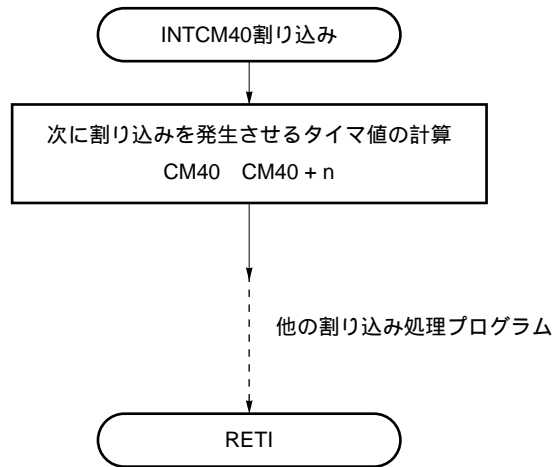 INTCM40割り込み
次に割り込みを発生させるタイマ値の計算
CM40 CM40 + n
他の割り込み処理プログラム
RETI